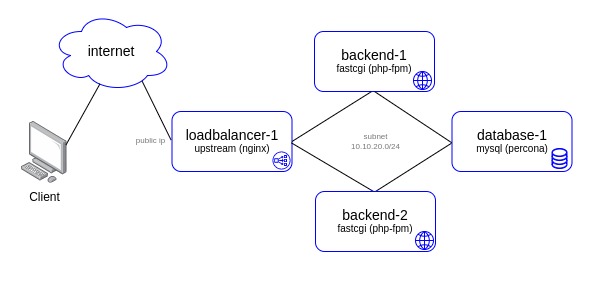 internet
Client
public ip
loadbalancer-1
upstream (nginx)
backend-1
fastcgi (php-fpm)
subnet
10.10.20.0/24
backend-2
fastcgi (php-fpm)
database-1
mysql (percona)